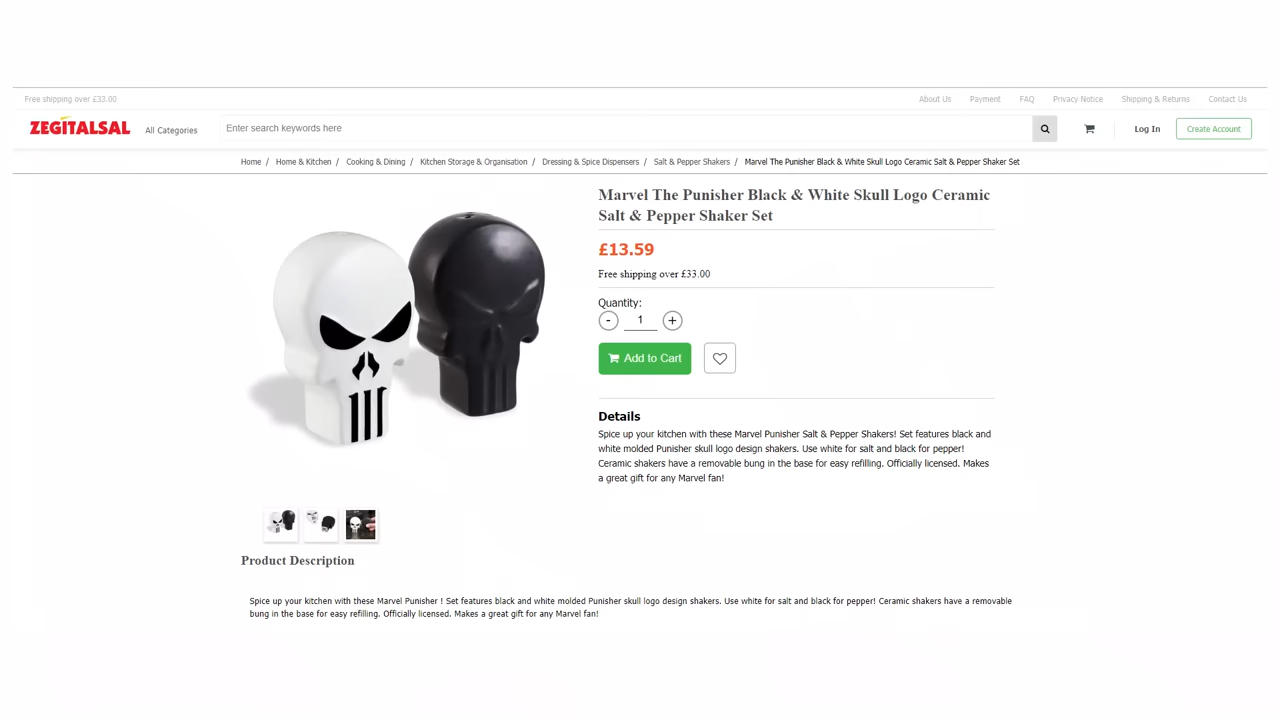 Free shipping over £33.00
About Us Payment FAQ Privacy Notice Shipping & Returns Contact Us
ZEGITALSAL All Categories Enter search keywords here Log In Create Account
Home / Home & Kitchen / Cooking & Dining / Kitchen Storage & Organisation / Dressing & Spice Dispensers / Salt & Pepper Shakers / Marvel The Punisher Black & White Skull Logo Ceramic Salt & Pepper Shaker Set
Marvel The Punisher Black & White Skull Logo Ceramic
Salt & Pepper Shaker Set
£13.59
Free shipping over £33.00
Quantity:
- 1 +
Add to Cart
Details
Spice up your kitchen with these Marvel Punisher Salt & Pepper Shakers! Set features black and
white molded Punisher skull logo design shakers. Use white for salt and black for pepper!
Ceramic shakers have a removable bung in the base for easy refilling. Officially licensed. Makes
a great gift for any Marvel fan!
Product Description
Spice up your kitchen with these Marvel Punisher ! Set features black and white molded Punisher skull logo design shakers. Use white for salt and black for pepper! Ceramic shakers have a removable
bung in the base for easy refilling. Officially licensed. Makes a great gift for any Marvel fan!